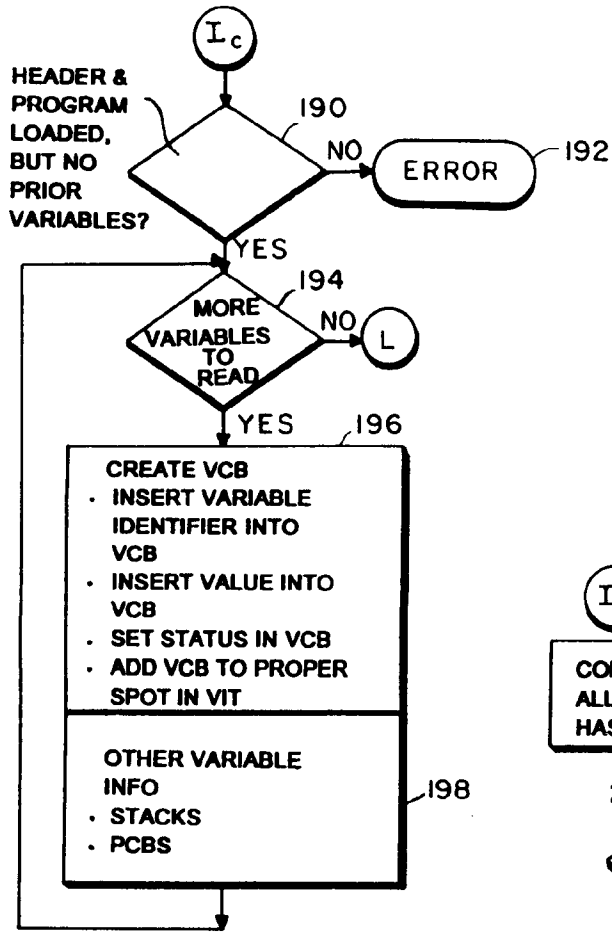 Ic
HEADER &
PROGRAM
LOADED,
BUT NO
PRIOR
VARIABLES?
190
NO
ERROR
192
YES
194
MORE
VARIABLES
TO
READ
NO
L
YES
196
CREATE VCB
· INSERT VARIABLE
IDENTIFIER INTO
VCB
· INSERT VALUE INTO
VCB
· SET STATUS IN VCB
· ADD VCB TO PROPER
SPOT IN VIT
OTHER VARIABLE
INFO
· STACKS
· PCBS
198
I
ALL
HAS